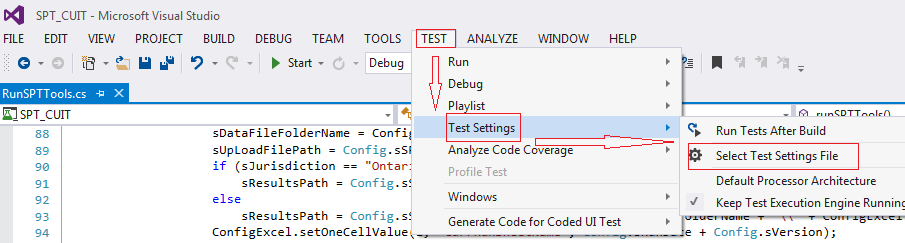 SPT_CUIT - Microsoft Visual Studio
FILE EDIT VIEW PROJECT BUILD DEBUG TEAM TOOLS TEST ANALYZE WINDOW HELP
Start Debug
Run
Debug
Playlist
Test Settings
Analyze Code Coverage
Profile Test
Windows
Generate Code for Coded UI Test
Run Tests After Build
Select Test Settings File
Default Processor Architecture
Keep Test Execution Engine Running
RunSPTTools.cs
SPT_CUIT runSPTTools()
88 sDataFileFolderName = Config
89 sUpLoadFilePath = Config.sSP
90 if (sJurisdiction == "Ontari
91 sResultsPath = Config.sS
92 else
93 sResultsPath = Config.sS
94 ConfigExcel.setOneCellValue( + Config.sVersion);